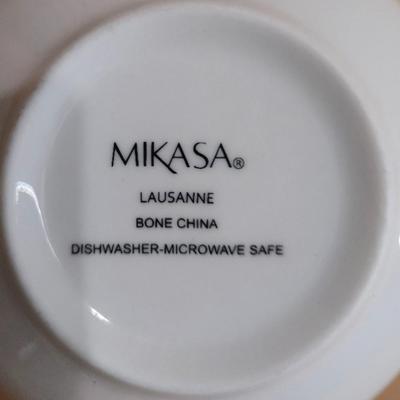 MIKASA®
LAUSANNE
BONE CHINA
DISHWASHER-MICROWAVE SAFE